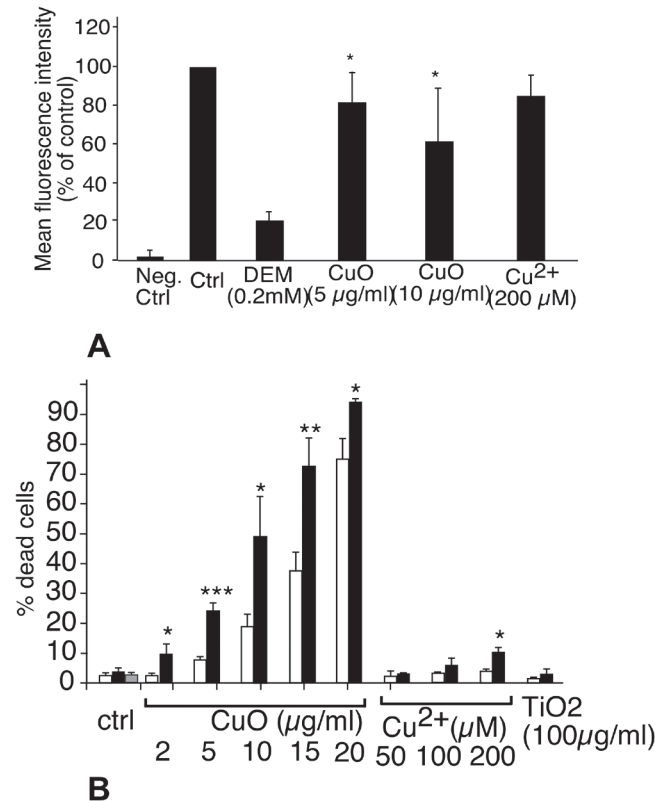 Mean fluorescence intensity
(% of control)
120
100
80
60
40
20
0
* *
Neg. Ctrl DEM CuO CuO Cu2+
Ctrl (0.2mM) (5 µg/ml) (10 µg/ml) (200 µM)
A
% dead cells
90
80
70
60
50
40
30
20
10
0
* *** * ** * *
ctrl CuO (µg/ml) Cu2+(µM) TiO2
(100µg/ml)
2 5 10 15 20 50 100 200
B